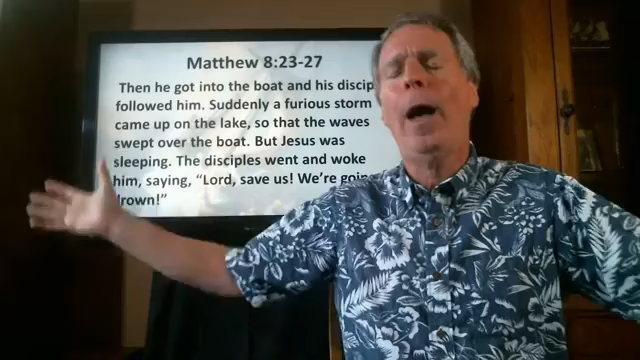 Matthew 8:23-27
Then he got into the boat and his discip
followed him. Suddenly a furious storm
came up on the lake, so that the waves
swept over the boat. But Jesus was
sleeping. The disciples went and woke
him, saying, “Lord, save us! We’re goin
drown!”